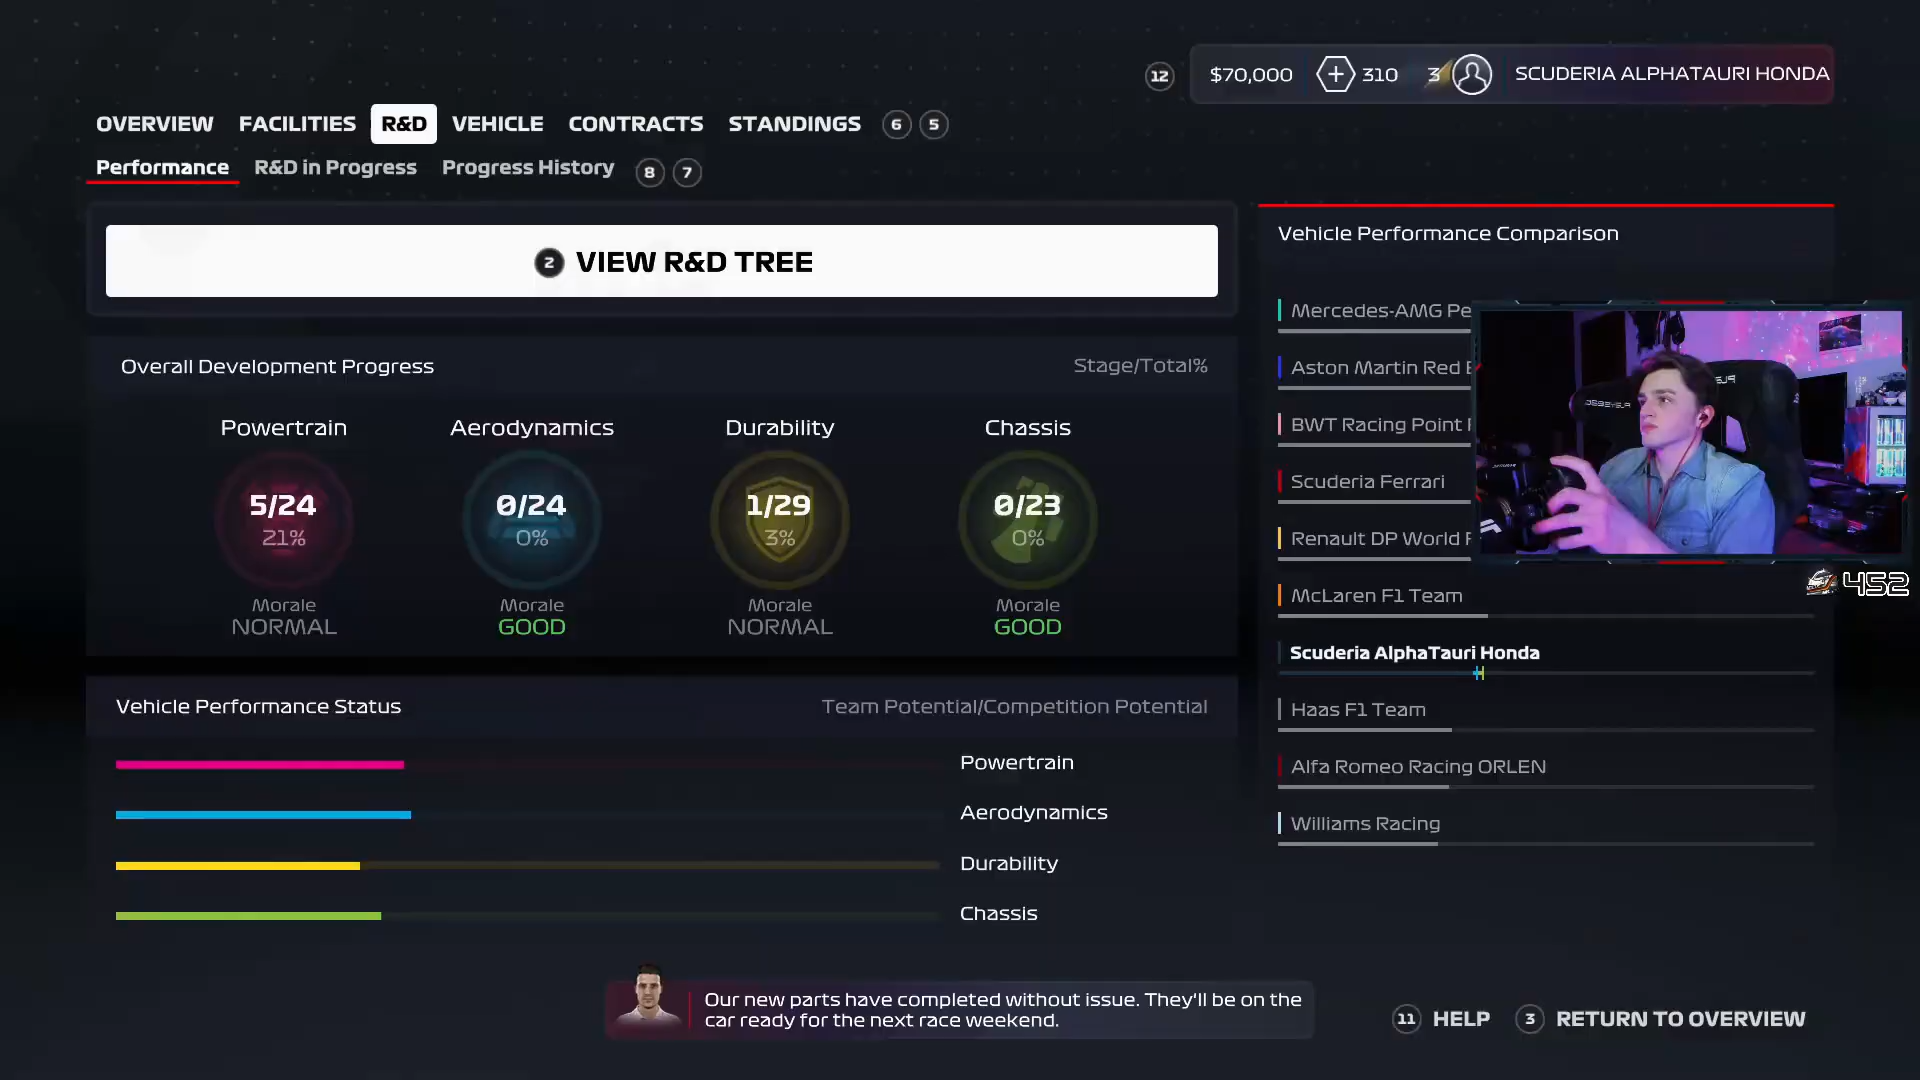 12 $70,000 310 3 SCUDERIA ALPHATAURI HONDA
OVERVIEW FACILITIES R&D VEHICLE CONTRACTS STANDINGS 6 5
Performance R&D in Progress Progress History 8 7
2 VIEW R&D TREE
Overall Development Progress Stage/Total%
Powertrain Aerodynamics Durability Chassis
5/24 0/24 1/29 0/23
21% 0% 3% 0%
Morale Morale Morale Morale
NORMAL GOOD NORMAL GOOD
Vehicle Performance Status Team Potential/Competition Potential
Powertrain
Aerodynamics
Durability
Chassis
Vehicle Performance Comparison
Mercedes-AMG Pe
Aston Martin Red
BWT Racing Point
Scuderia Ferrari
Renault DP World
McLaren F1 Team
452
Scuderia AlphaTauri Honda
Haas F1 Team
Alfa Romeo Racing ORLEN
Williams Racing
Our new parts have completed without issue. They'll be on the
car ready for the next race weekend.
11 HELP 3 RETURN TO OVERVIEW